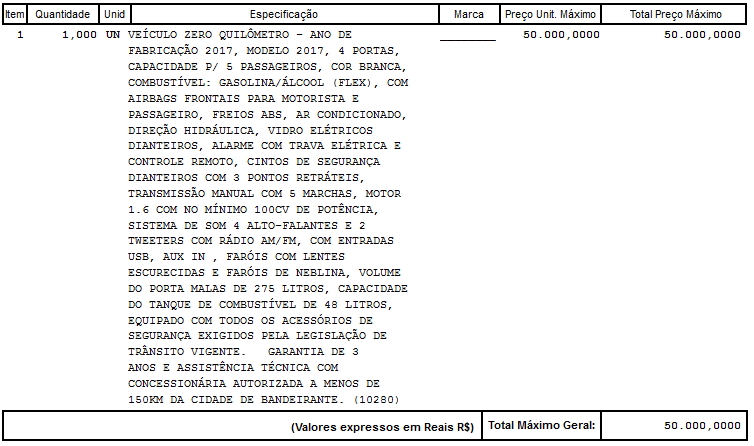 Item Quantidade Unid Especificação Marca Preço Unit. Máximo Total Preço Máximo
1 1,000 UN VEÍCULO ZERO QUILÔMETRO – ANO DE ________ 50.000,0000 50.000,0000
FABRICAÇÃO 2017, MODELO 2017, 4 PORTAS,
CAPACIDADE P/ 5 PASSAGEIROS, COR BRANCA,
COMBUSTÍVEL: GASOLINA/ÁLCOOL (FLEX), COM
AIRBAGS FRONTAIS PARA MOTORISTA E
PASSAGEIRO, FREIOS ABS, AR CONDICIONADO,
DIREÇÃO HIDRÁULICA, VIDRO ELÉTRICOS
DIANTEIROS, ALARME COM TRAVA ELÉTRICA E
CONTROLE REMOTO, CINTOS DE SEGURANÇA
DIANTEIROS COM 3 PONTOS RETRÁTEIS,
TRANSMISSÃO MANUAL COM 5 MARCHAS, MOTOR
1.6 COM NO MÍNIMO 100CV DE POTÊNCIA,
SISTEMA DE SOM 4 ALTO-FALANTES E 2
TWEETERS COM RÁDIO AM/FM, COM ENTRADAS
USB, AUX IN , FARÓIS COM LENTES
ESCURECIDAS E FARÓIS DE NEBLINA, VOLUME
DO PORTA MALAS DE 275 LITROS, CAPACIDADE
DO TANQUE DE COMBUSTÍVEL DE 48 LITROS,
EQUIPADO COM TODOS OS ACESSÓRIOS DE
SEGURANÇA EXIGIDOS PELA LEGISLAÇÃO DE
TRÂNSITO VIGENTE. GARANTIA DE 3
ANOS E ASSISTÊNCIA TÉCNICA COM
CONCESSIONÁRIA AUTORIZADA A MENOS DE
150KM DA CIDADE DE BANDEIRANTE. (10280)
(Valores expressos em Reais R$) Total Máximo Geral: 50.000,0000